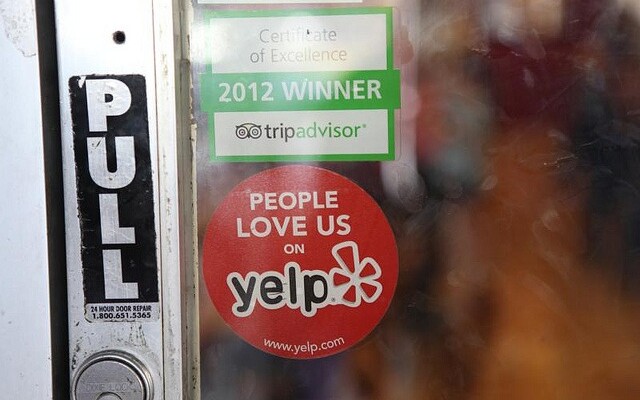 PULL
24 HOUR DOOR REPAIR
1.800.651.5365
Certificate
of Excellence
2012 WINNER
tripadvisor®
PEOPLE
LOVE US
ON
yelp
www.yelp.com